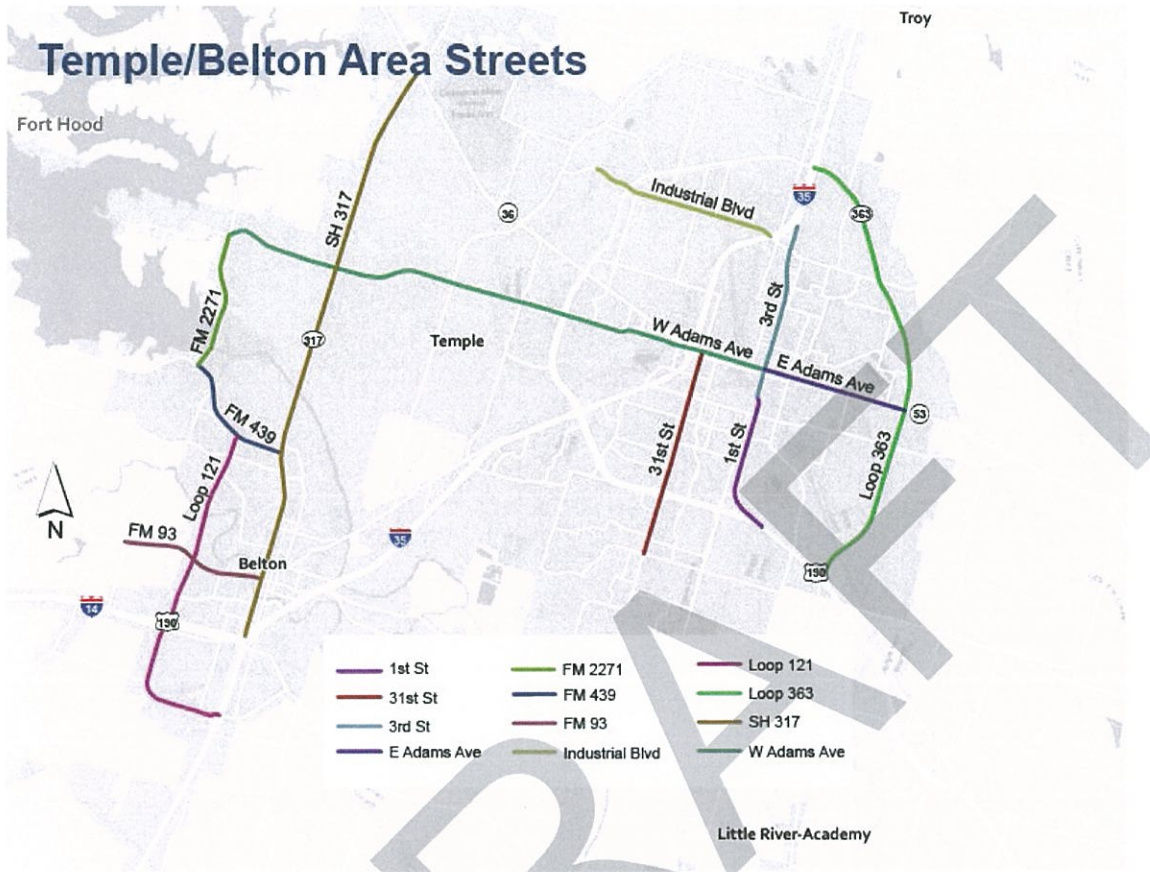 Troy
Temple/Belton Area Streets
Fort Hood
SH 317
36
Industrial Blvd
35
363
FM 2271
317
Temple
W Adams Ave
3rd St
E Adams Ave
53
FM 439
31st St
1st St
Loop 363
Loop 121
N
FM 93
Belton
35
14
190
190
1st St
31st St
3rd St
E Adams Ave
FM 2271
FM 439
FM 93
Industrial Blvd
Loop 121
Loop 363
SH 317
W Adams Ave
Little River-Academy
DRAFT